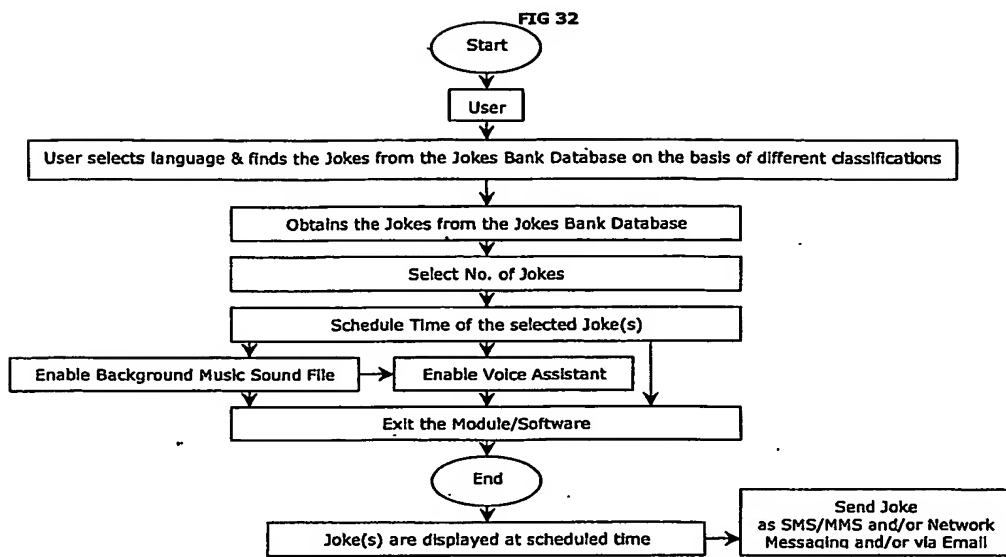 FIG 32
Start
User
User selects language & finds the Jokes from the Jokes Bank Database on the basis of different classifications
Obtains the Jokes from the Jokes Bank Database
Select No. of Jokes
Schedule Time of the selected Joke(s)
Enable Background Music Sound File
Enable Voice Assistant
Exit the Module/Software
End
Joke(s) are displayed at scheduled time
Send Joke
as SMS/MMS and/or Network
Messaging and/or via Email